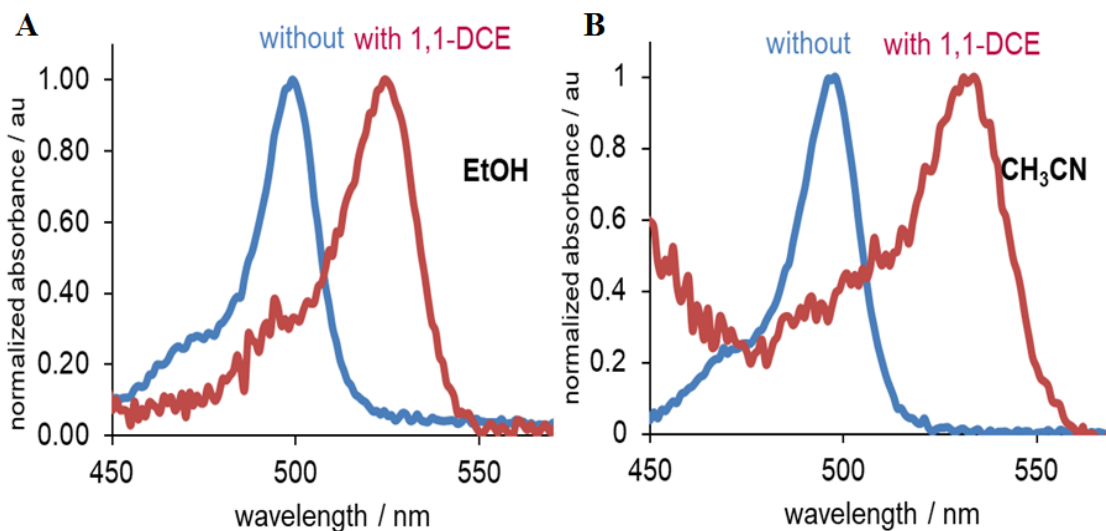 A
without with 1,1-DCE
normalized absorbance / au
1.00
0.80
0.60
0.40
0.20
0.00
EtOH
450
500
550
wavelength / nm
B
without with 1,1-DCE
normalized absorbance / au
1
0.8
0.6
0.4
0.2
0
CH₃CN
450
500
550
wavelength / nm